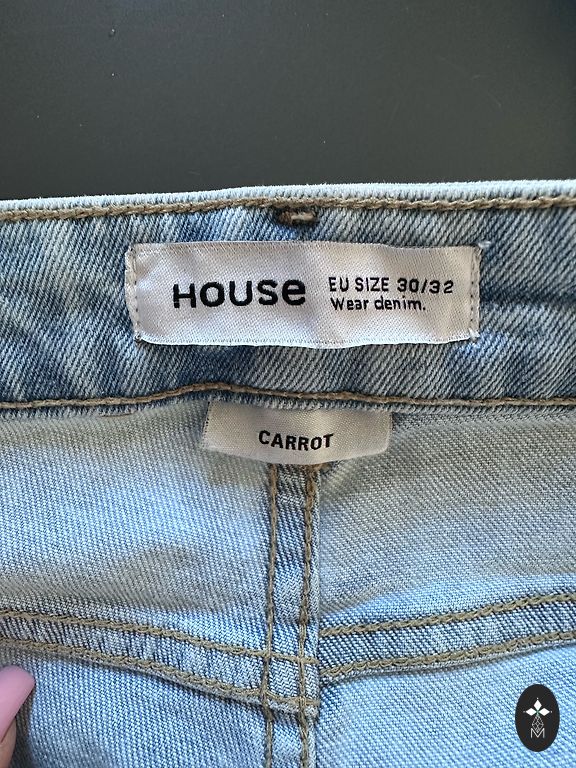 HOUSe
EU SIZE 30/32
Wear denim.
CARROT
M